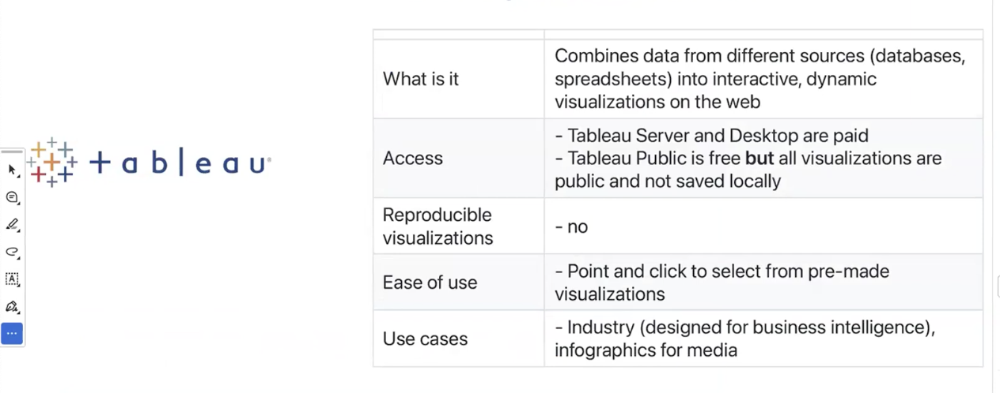 +ableau
What is it
Combines data from different sources (databases,
spreadsheets) into interactive, dynamic
visualizations on the web
Access
- Tableau Server and Desktop are paid
- Tableau Public is free but all visualizations are
public and not saved locally
Reproducible
visualizations
- no
Ease of use
- Point and click to select from pre-made
visualizations
Use cases
- Industry (designed for business intelligence),
infographics for media